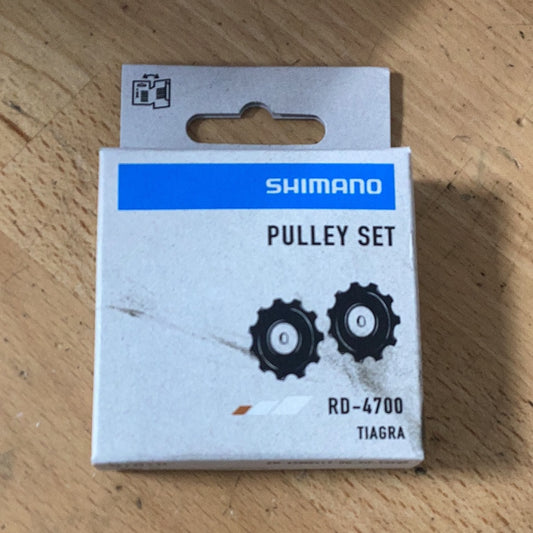 SHIMANO
PULLEY SET
RD-4700
TIAGRA